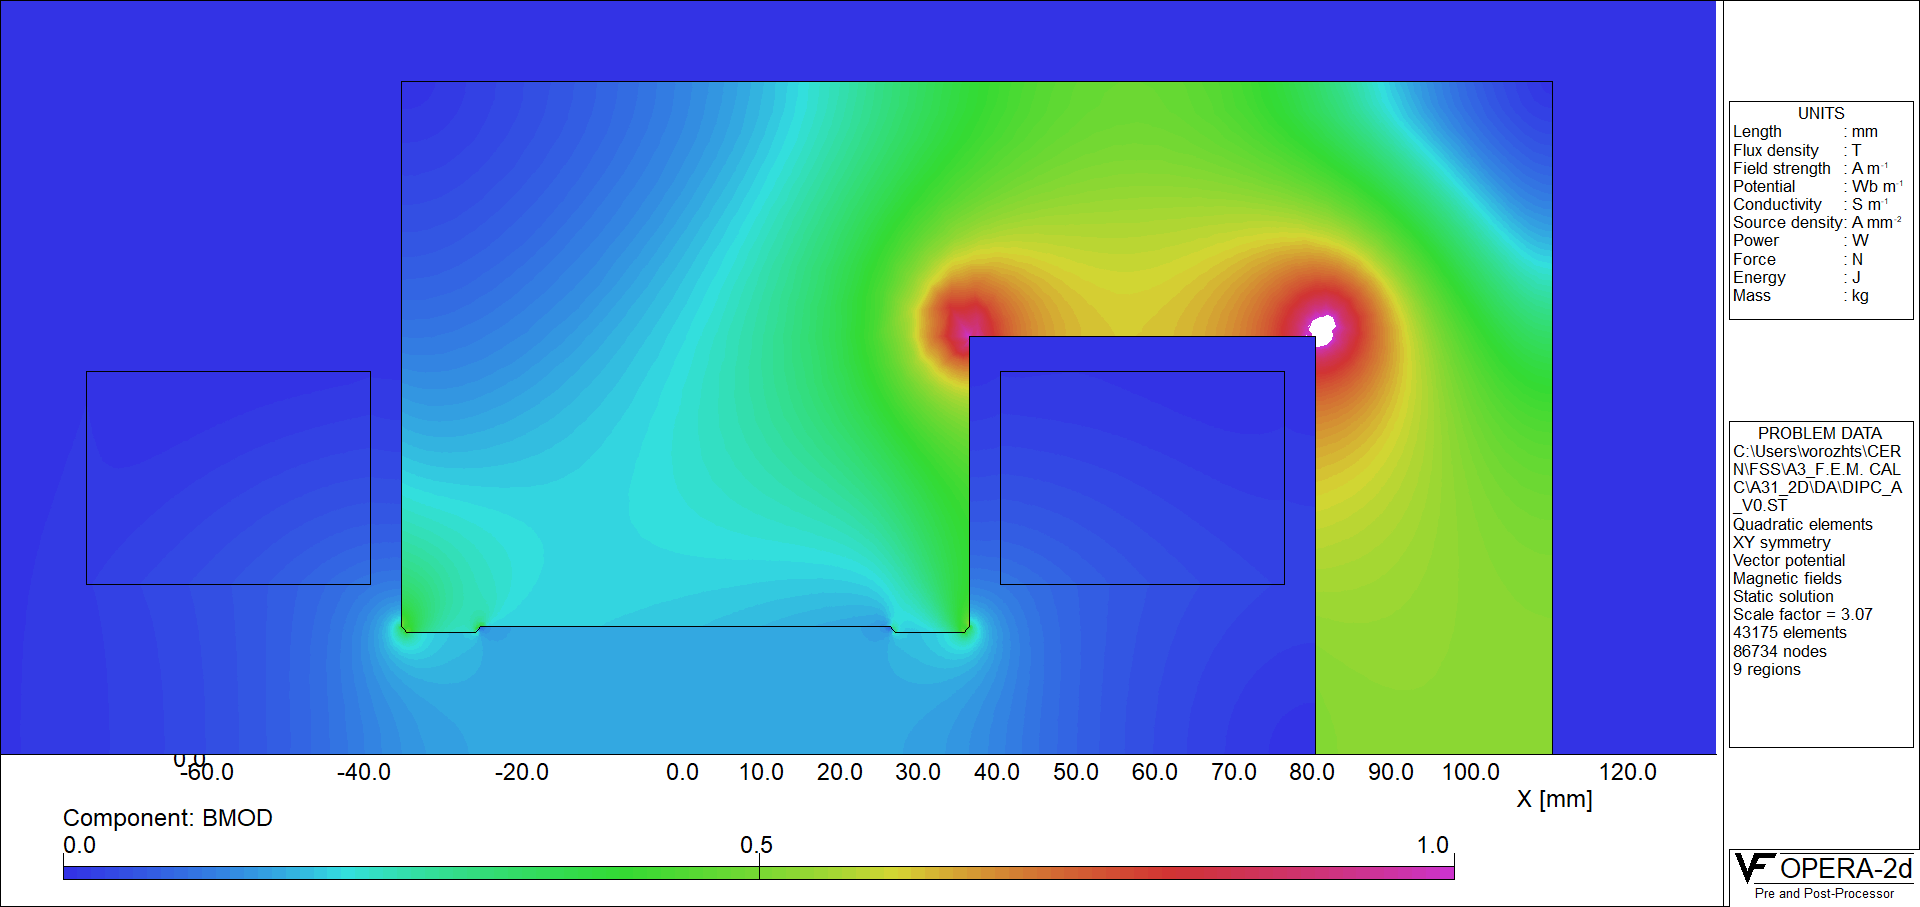 UNITS
Length : mm
Flux density : T
Field strength : A m⁻¹
Potential : Wb m⁻¹
Conductivity : S m⁻¹
Source density: A mm⁻²
Power : W
Force : N
Energy : J
Mass : kg
PROBLEM DATA
C:\Users\vorozhts\CER
N\FSS\A3_F.E.M. CAL
C\A31_2D\DA\DIPC_A
_V0.ST
Quadratic elements
XY symmetry
Vector potential
Magnetic fields
Static solution
Scale factor = 3.07
43175 elements
86734 nodes
9 regions
0.0
-60.0 -40.0 -20.0 0.0 10.0 20.0 30.0 40.0 50.0 60.0 70.0 80.0 90.0 100.0 120.0
X [mm]
Component: BMOD
0.0 0.5 1.0
VF OPERA-2d
Pre and Post-Processor